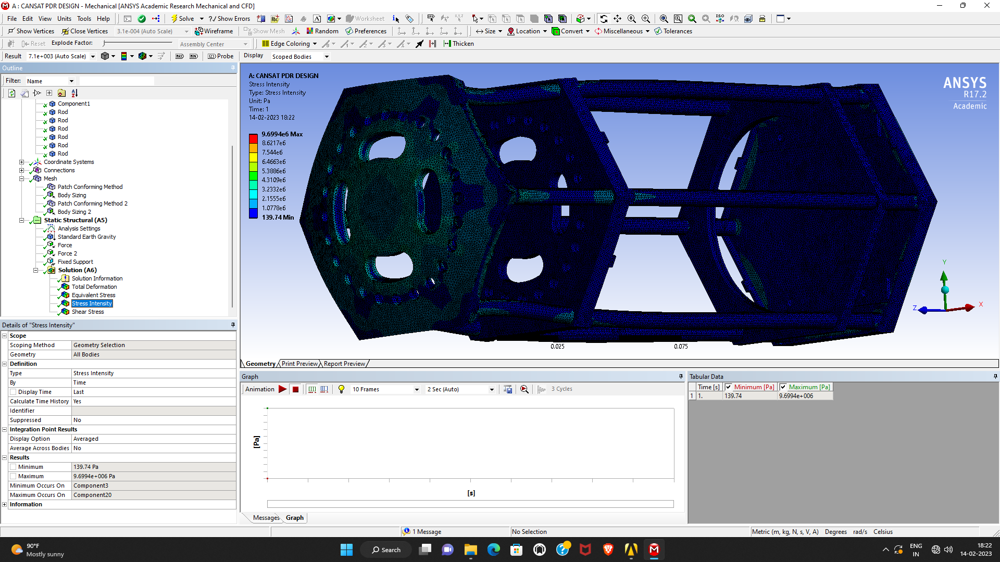 A : CANSAT PDR DESIGN - Mechanical [ANSYS Academic Research Mechanical and CFD]
File Edit View Units Tools Help Solve ?/ Show Errors Worksheet
Show Vertices Close Vertices 3.1e-004 (Auto Scale) Wireframe Show Mesh Random Preferences Size Location Convert Miscellaneous Tolerances
Reset Explode Factor: Assembly Center Edge Coloring Thicken
Result 7.1e+003 (Auto Scale) MAX MIN Probe Display Scoped Bodies
Outline
Filter: Name
Component1
Rod
Rod
Rod
Rod
Rod
Rod
Coordinate Systems
Connections
Mesh
Patch Conforming Method
Body Sizing
Patch Conforming Method 2
Body Sizing 2
Static Structural (A5)
Analysis Settings
Standard Earth Gravity
Force
Force 2
Fixed Support
Solution (A6)
Solution Information
Total Deformation
Equivalent Stress
Stress Intensity
Shear Stress
Details of "Stress Intensity"
Scope
Scoping Method Geometry Selection
Geometry All Bodies
Definition
Type Stress Intensity
By Time
Display Time Last
Calculate Time History Yes
Identifier
Suppressed No
Integration Point Results
Display Option Averaged
Average Across Bodies No
Results
Minimum 139.74 Pa
Maximum 9.6994e+006 Pa
Minimum Occurs On Component3
Maximum Occurs On Component20
Information
A: CANSAT PDR DESIGN
Stress Intensity
Type: Stress Intensity
Unit: Pa
Time: 1
14-02-2023 18:22
9.6994e6 Max
8.6217e6
7.544e6
6.4663e6
5.3886e6
4.3109e6
3.2332e6
2.1555e6
1.0778e6
139.74 Min
ANSYS
R17.2
Academic
Y
Z
X
0.025 0.075
Geometry Print Preview Report Preview
Graph
Animation 10 Frames 2 Sec (Auto) 3 Cycles
[Pa]
[s]
Messages Graph
Tabular Data
Time [s] Minimum [Pa] Maximum [Pa]
1 1. 139.74 9.6994e+006
1 Message No Selection Metric (m, kg, N, s, V, A) Degrees rad/s Celsius
90°F
Mostly sunny
Search
ENG
IN
18:22
14-02-2023